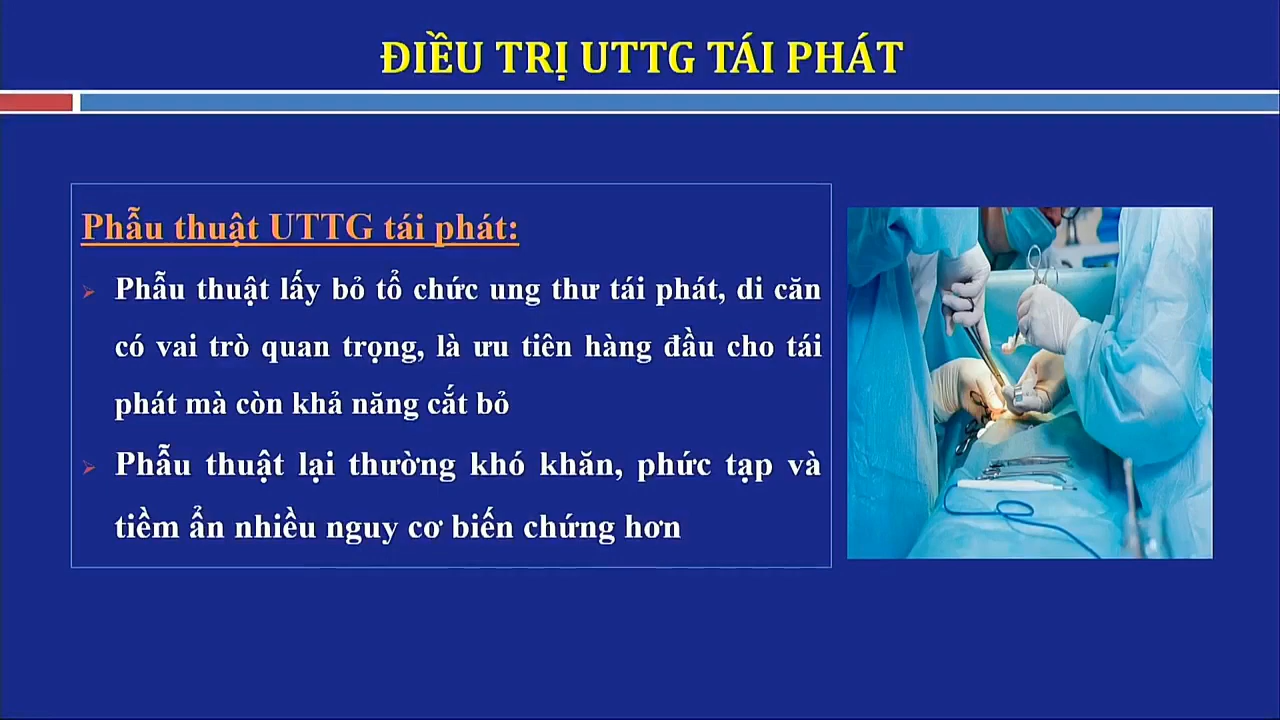 ĐIỀU TRỊ UTTG TÁI PHÁT
Phẫu thuật UTTG tái phát:
Phẫu thuật lấy bỏ tổ chức ung thư tái phát, di căn
có vai trò quan trọng, là ưu tiên hàng đầu cho tái
phát mà còn khả năng cắt bỏ
Phẫu thuật lại thường khó khăn, phức tạp và
tiềm ẩn nhiều nguy cơ biến chứng hơn